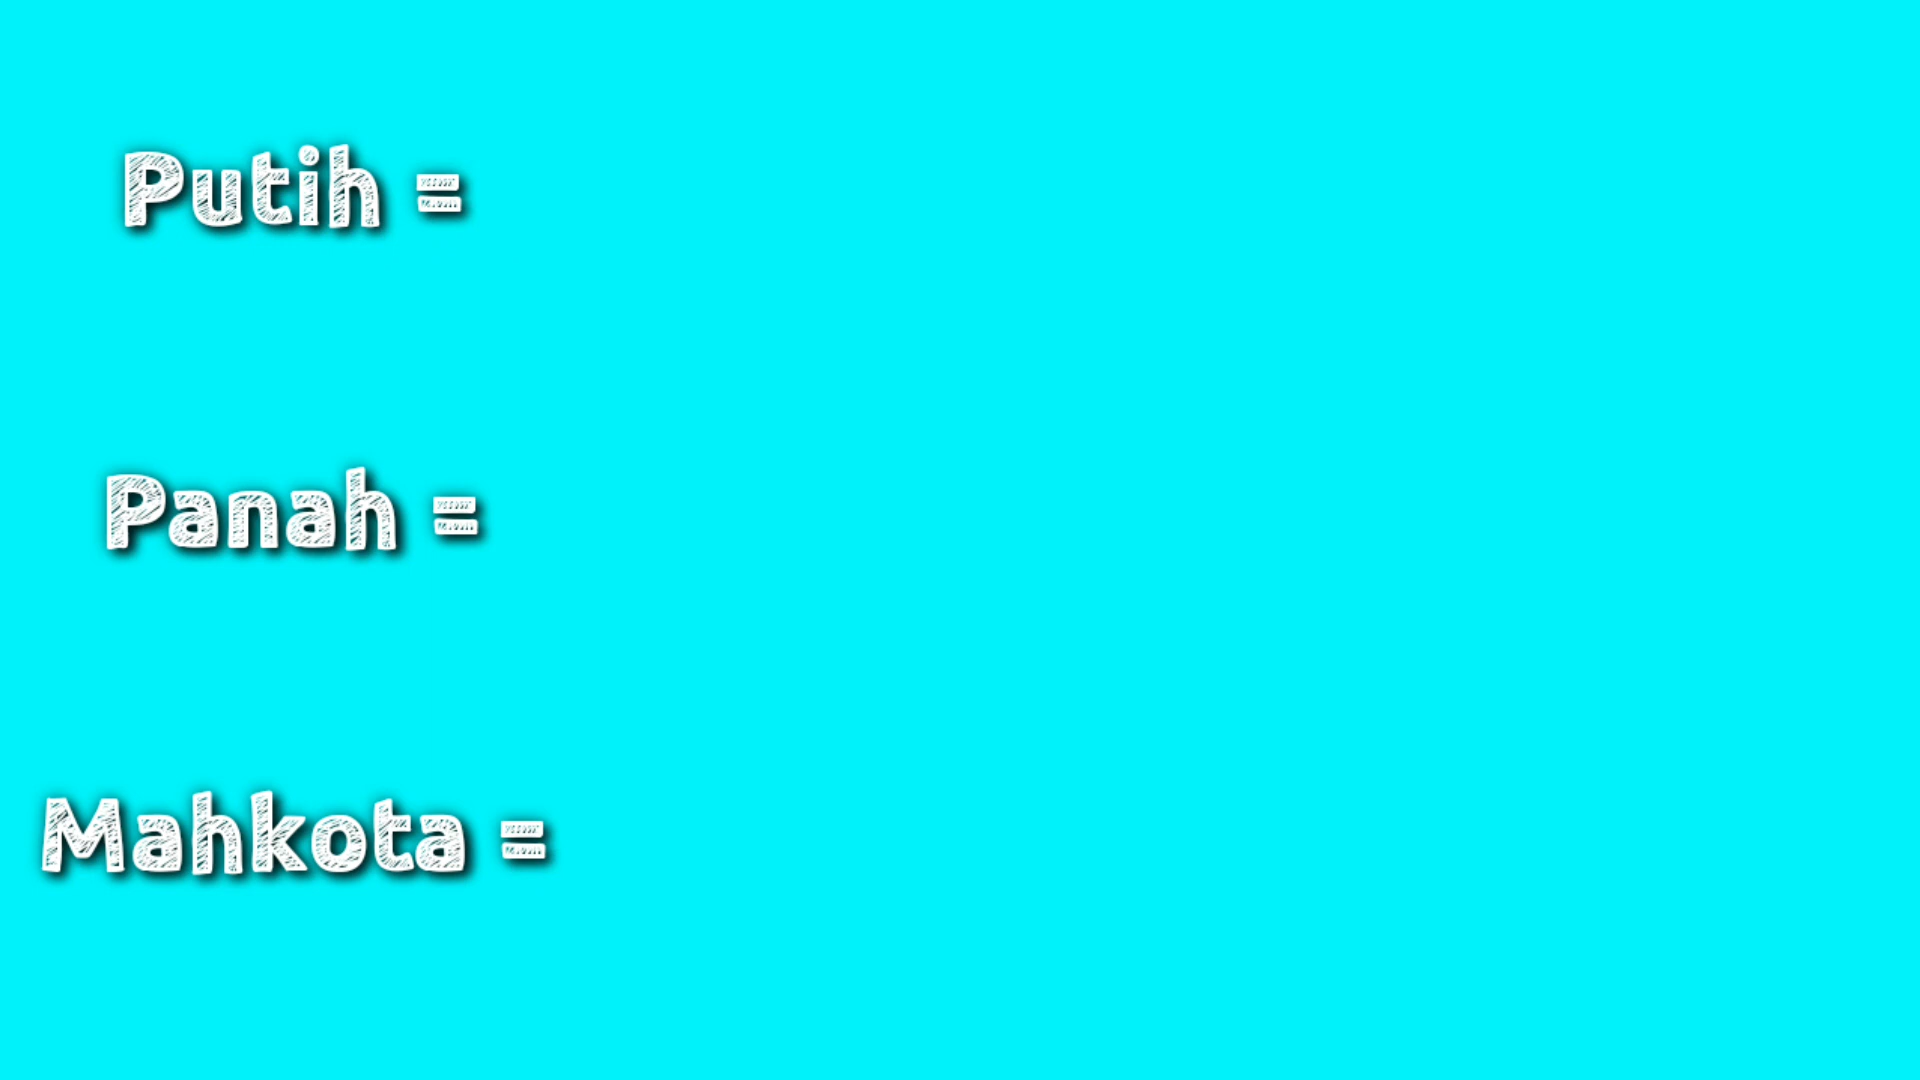 Putih =
Panah =
Mahkota =